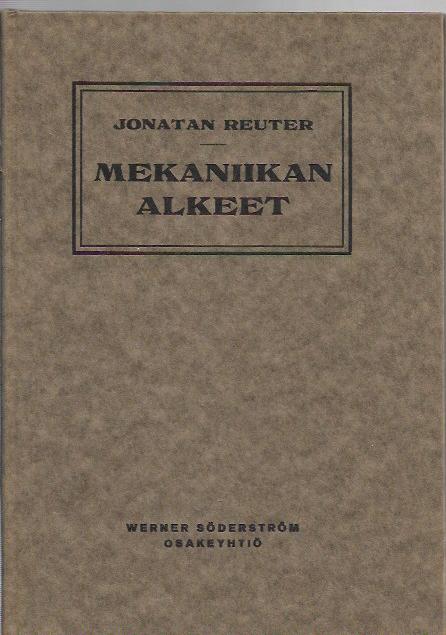 JONATAN REUTER
MEKANIIKAN
ALKEET
WERNER SÖDERSTRÖM
OSAKEYHTIÖ